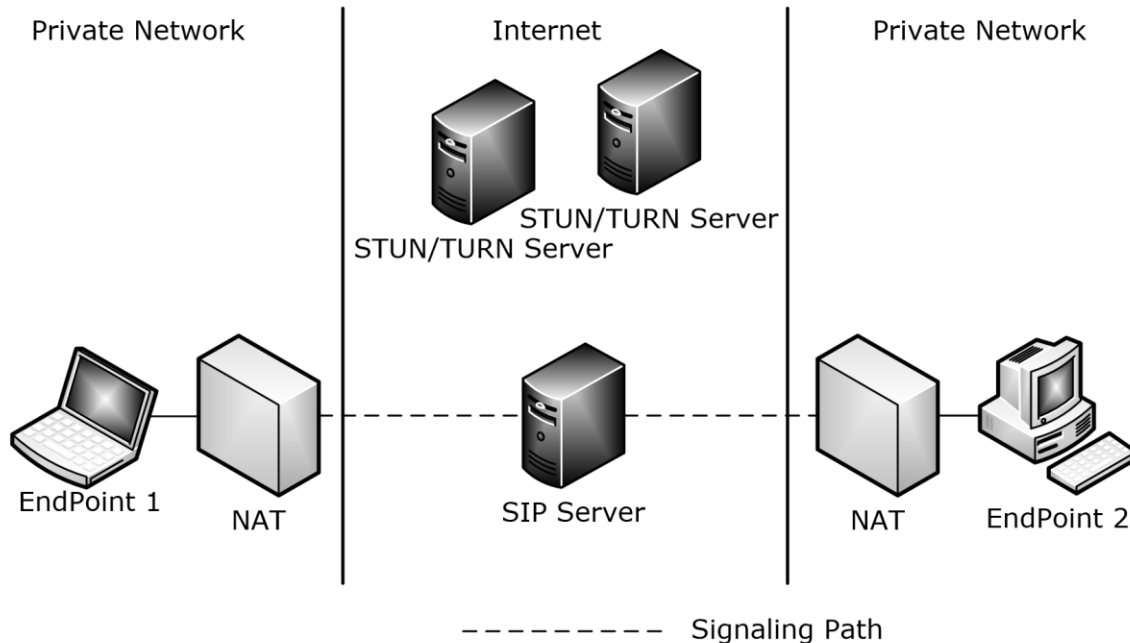 Private Network
Internet
Private Network
STUN/TURN Server
STUN/TURN Server
EndPoint 1
NAT
SIP Server
NAT
EndPoint 2
Signaling Path